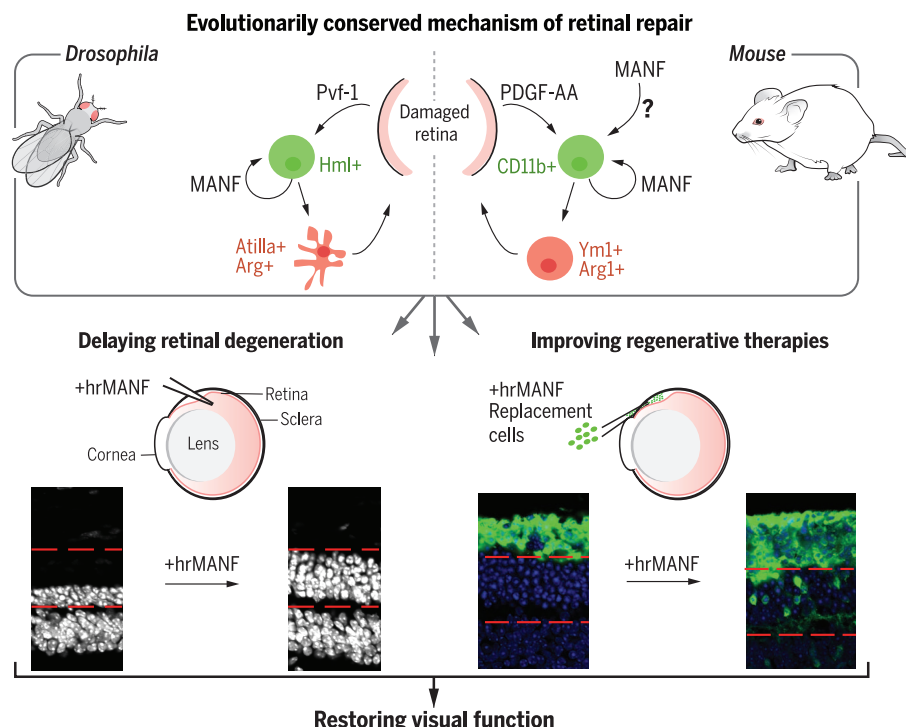 Evolutionarily conserved mechanism of retinal repair
Drosophila
Mouse
MANF
Pvf-1
PDGF-AA
?
Damaged
retina
Hml+
CD11b+
MANF
MANF
Atilla+
Arg+
Ym1+
Arg1+
Delaying retinal degeneration
Improving regenerative therapies
+hrMANF
Retina
Sclera
Lens
Cornea
+hrMANF
Replacement
cells
+hrMANF
+hrMANF
Restoring visual function